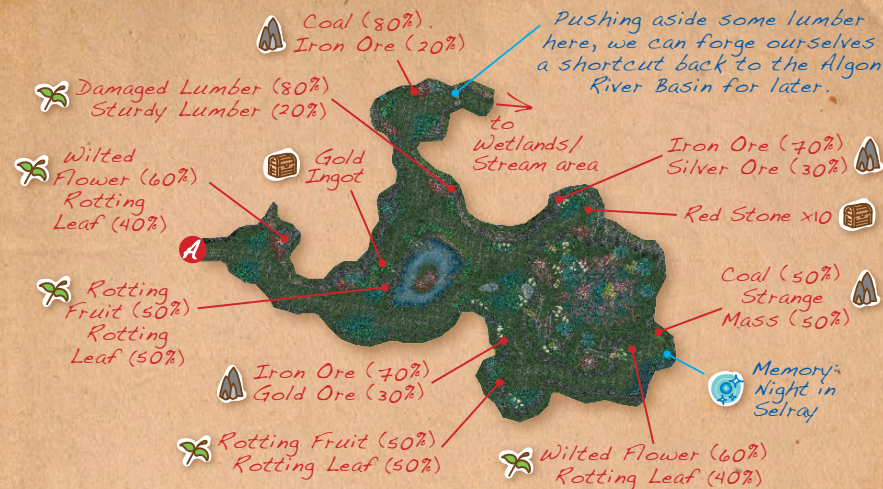 Coal (80%).
Iron Ore (20%)
Pushing aside some lumber
here, we can forge ourselves
a shortcut back to the Algon
River Basin for later.
Damaged Lumber (80%)
Sturdy Lumber (20%)
to
Wetlands/
Stream area
Wilted
Flower (60%)
Rotting
Leaf (40%)
Gold
Ingot
Iron Ore (70%)
Silver Ore (30%)
Red Stone x10
A
Rotting
Fruit (50%)
Rotting
Leaf (50%)
Coal (50%)
Strange
Mass (50%)
Iron Ore (70%)
Gold Ore (30%)
Memory:
Night in
Selray
Rotting Fruit (50%)
Rotting Leaf (50%)
Wilted Flower (60%)
Rotting Leaf (40%)